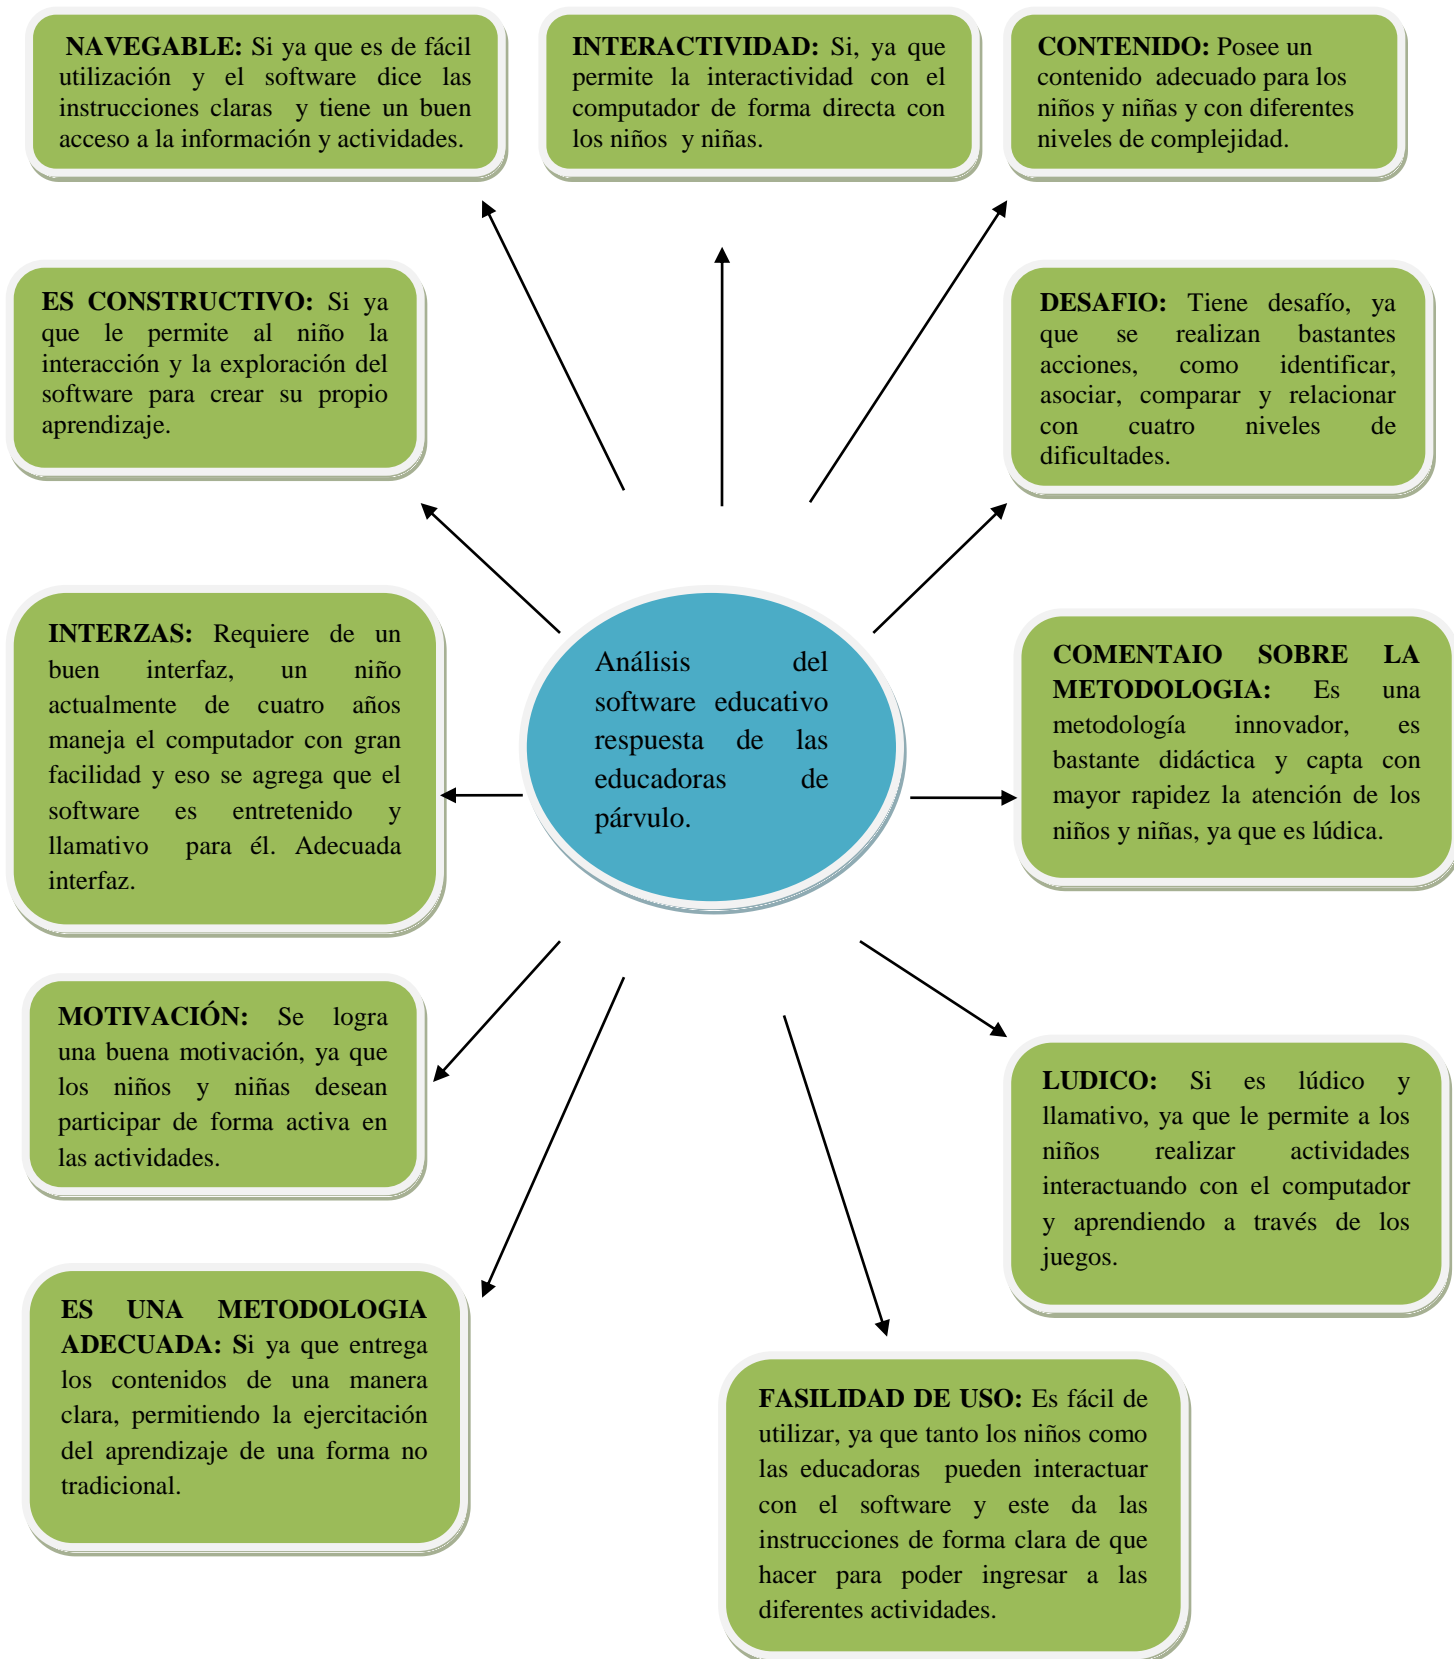 NAVEGABLE: Si ya que es de fácil
utilización y el software dice las
instrucciones claras y tiene un buen
acceso a la información y actividades.
INTERACTIVIDAD: Si, ya que
permite la interactividad con el
computador de forma directa con
los niños y niñas.
CONTENIDO: Posee un
contenido adecuado para los
niños y niñas y con diferentes
niveles de complejidad.
ES CONSTRUCTIVO: Si ya
que le permite al niño la
interacción y la exploración del
software para crear su propio
aprendizaje.
DESAFIO: Tiene desafío, ya
que se realizan bastantes
acciones, como identificar,
asociar, comparar y relacionar
con cuatro niveles de
dificultades.
INTERZAS: Requiere de un
buen interfaz, un niño
actualmente de cuatro años
maneja el computador con gran
facilidad y eso se agrega que el
software es entretenido y
llamativo para él. Adecuada
interfaz.
Análisis del
software educativo
respuesta de las
educadoras de
párvulo.
COMENTAIO SOBRE LA
METODOLOGIA: Es una
metodología innovador, es
bastante didáctica y capta con
mayor rapidez la atención de los
niños y niñas, ya que es lúdica.
MOTIVACIÓN: Se logra
una buena motivación, ya que
los niños y niñas desean
participar de forma activa en
las actividades.
LUDICO: Si es lúdico y
llamativo, ya que le permite a los
niños realizar actividades
interactuando con el computador
y aprendiendo a través de los
juegos.
ES UNA METODOLOGIA
ADECUADA: Si ya que entrega
los contenidos de una manera
clara, permitiendo la ejercitación
del aprendizaje de una forma no
tradicional.
FASILIDAD DE USO: Es fácil de
utilizar, ya que tanto los niños como
las educadoras pueden interactuar
con el software y este da las
instrucciones de forma clara de que
hacer para poder ingresar a las
diferentes actividades.